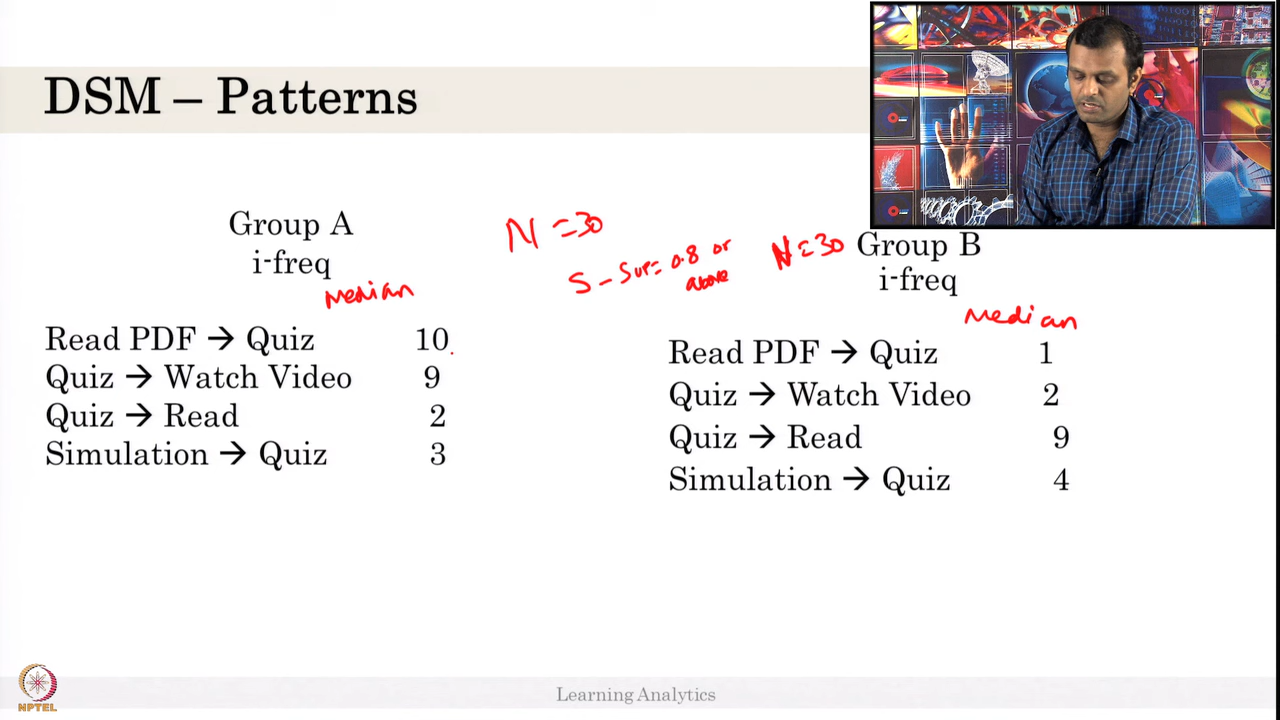 DSM – Patterns
Group A
i-freq
Median
N = 30
S-Sup = 0.8 or
above
N = 30
Group B
i-freq
Median
Read PDF → Quiz 10
Quiz → Watch Video 9
Quiz → Read 2
Simulation → Quiz 3
Read PDF → Quiz 1
Quiz → Watch Video 2
Quiz → Read 9
Simulation → Quiz 4
NPTEL
Learning Analytics